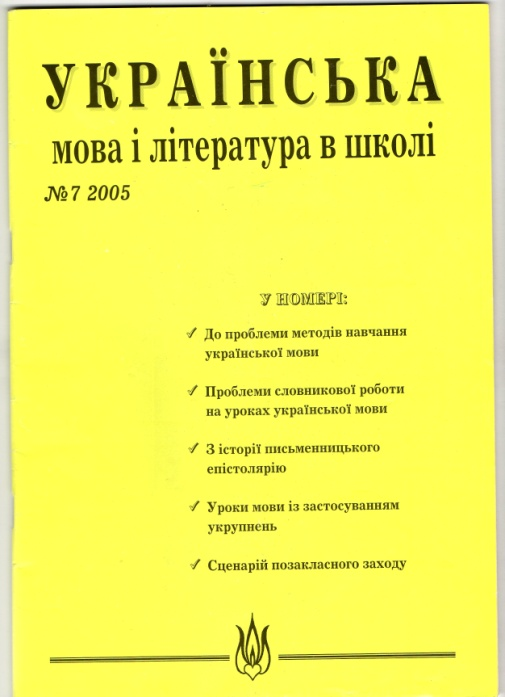 УКРАЇНСЬКА
мова і література в школі
№7 2005
У НОМЕРІ:
До проблеми методів навчання
української мови
Проблеми словникової роботи
на уроках української мови
З історії письменницького
епістолярію
Уроки мови із застосуванням
укрупнень
Сценарій позакласного заходу